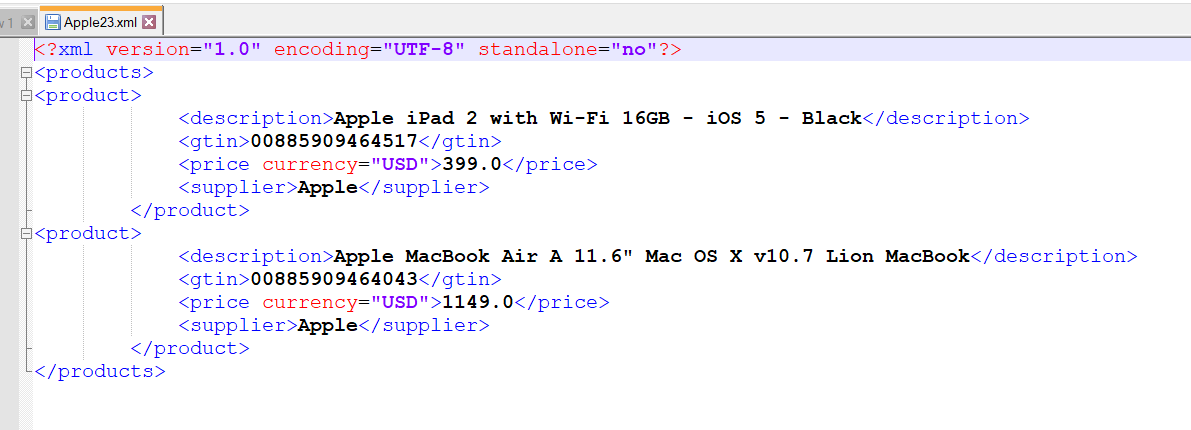 v 1 Apple23.xml
<?xml version="1.0" encoding="UTF-8" standalone="no"?>
<products>
<product>
<description>Apple iPad 2 with Wi-Fi 16GB - iOS 5 - Black</description>
<gtin>00885909464517</gtin>
<price currency="USD">399.0</price>
<supplier>Apple</supplier>
</product>
<product>
<description>Apple MacBook Air A 11.6" Mac OS X v10.7 Lion MacBook</description>
<gtin>00885909464043</gtin>
<price currency="USD">1149.0</price>
<supplier>Apple</supplier>
</product>
</products>